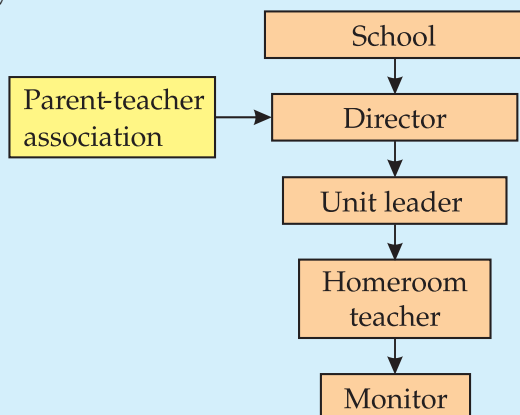 School
Parent-teacher
association
Director
Unit leader
Homeroom
teacher
Monitor